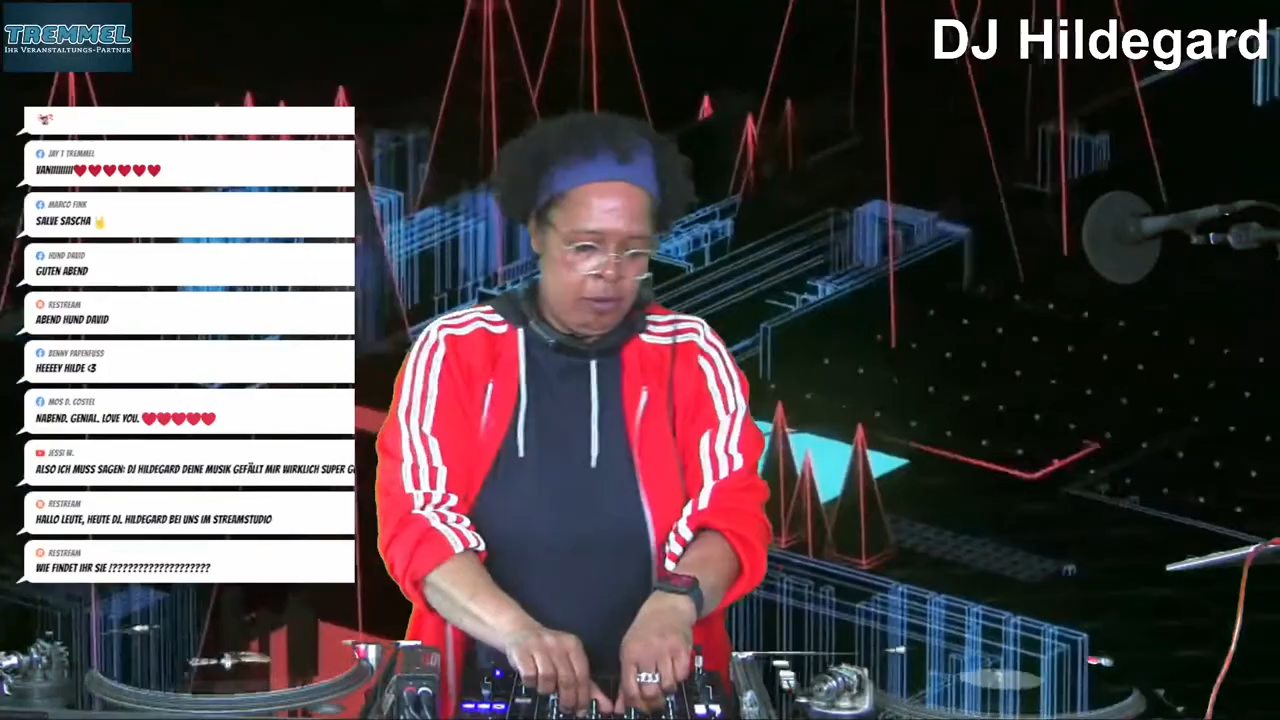 TREMMEL
IHR VERANSTALTUNGS-PARTNER
DJ Hildegard
JAY T TREMMEL
VANIIIIIIIII❤❤❤❤❤❤
MARCO FINK
SALVE SASCHA 🤘
HUND DAVID
GUTEN ABEND
RESTREAM
ABEND HUND DAVID
BENNY PAPENFUSS
HEEEEY HILDE <3
MOS D. COSTEL
NABEND. GENIAL. LOVE YOU. ❤❤❤❤❤
JESSI W.
ALSO ICH MUSS SAGEN: DJ HILDEGARD DEINE MUSIK GEFÄLLT MIR WIRKLICH SUPER
RESTREAM
HALLO LEUTE, HEUTE DJ. HILDEGARD BEI UNS IM STREAMSTUDIO
RESTREAM
WIE FINDET IHR SIE !???????????????????